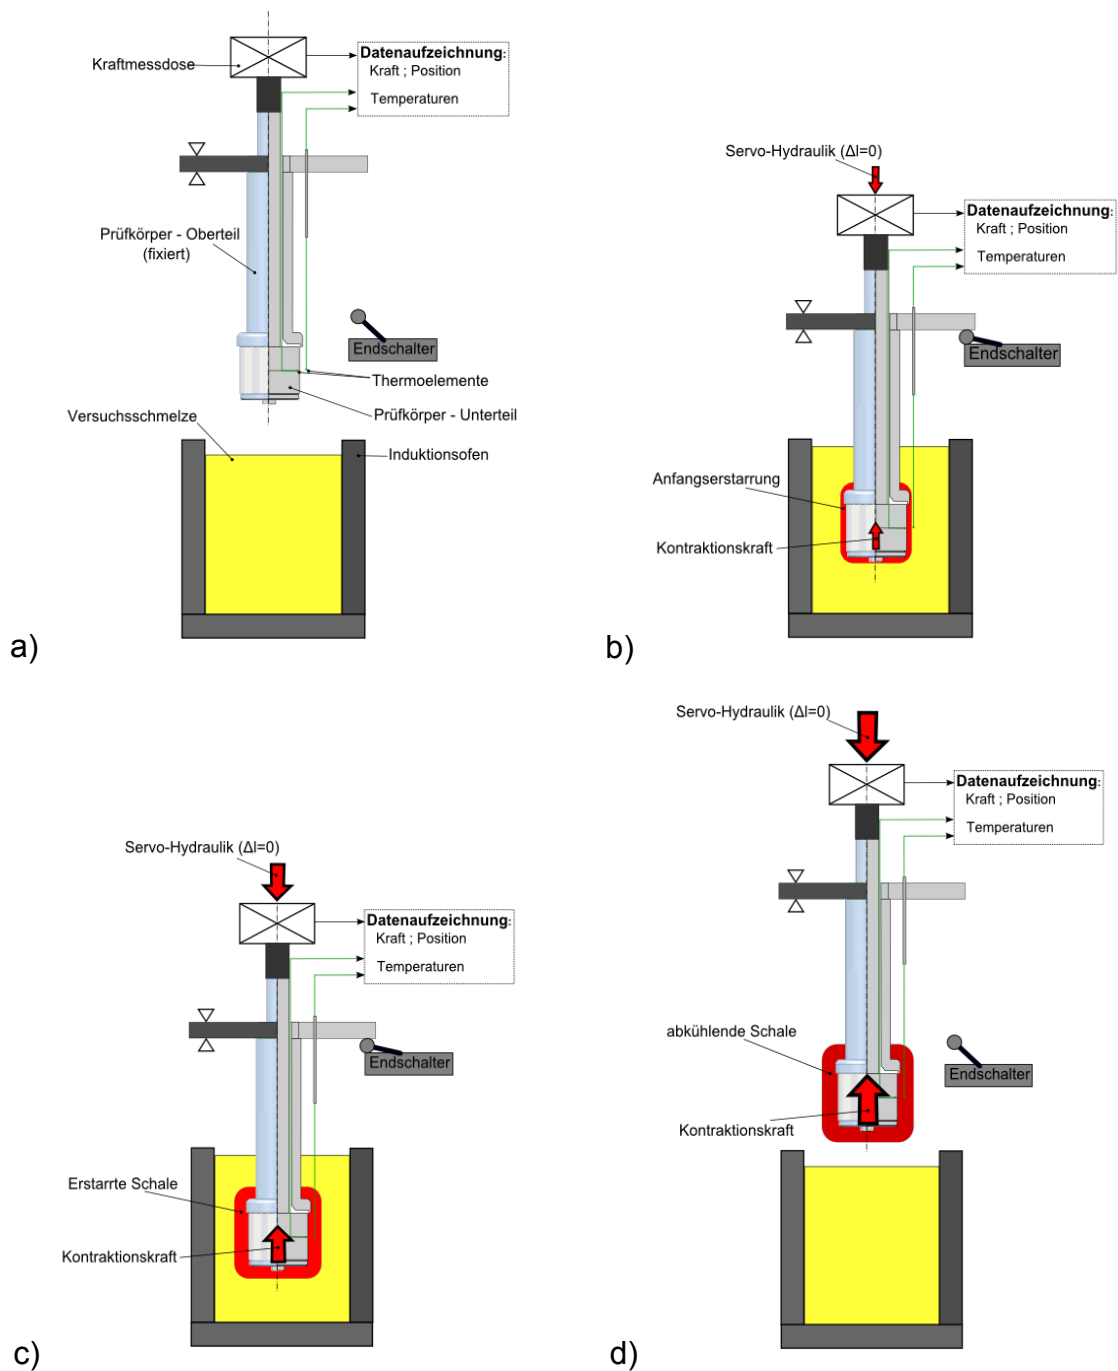 Kraftmessdose
Datenaufzeichnung:
Kraft ; Position
Temperaturen
Prüfkörper - Oberteil
(fixiert)
Endschalter
Thermoelemente
Versuchsschmelze
Prüfkörper - Unterteil
Induktionsofen
a)
Servo-Hydraulik (Δl=0)
Datenaufzeichnung:
Kraft ; Position
Temperaturen
Endschalter
Anfangserstarrung
Kontraktionskraft
b)
Servo-Hydraulik (Δl=0)
Datenaufzeichnung:
Kraft ; Position
Temperaturen
Endschalter
Erstarrte Schale
Kontraktionskraft
c)
Servo-Hydraulik (Δl=0)
Datenaufzeichnung:
Kraft ; Position
Temperaturen
abkühlende Schale
Endschalter
Kontraktionskraft
d)